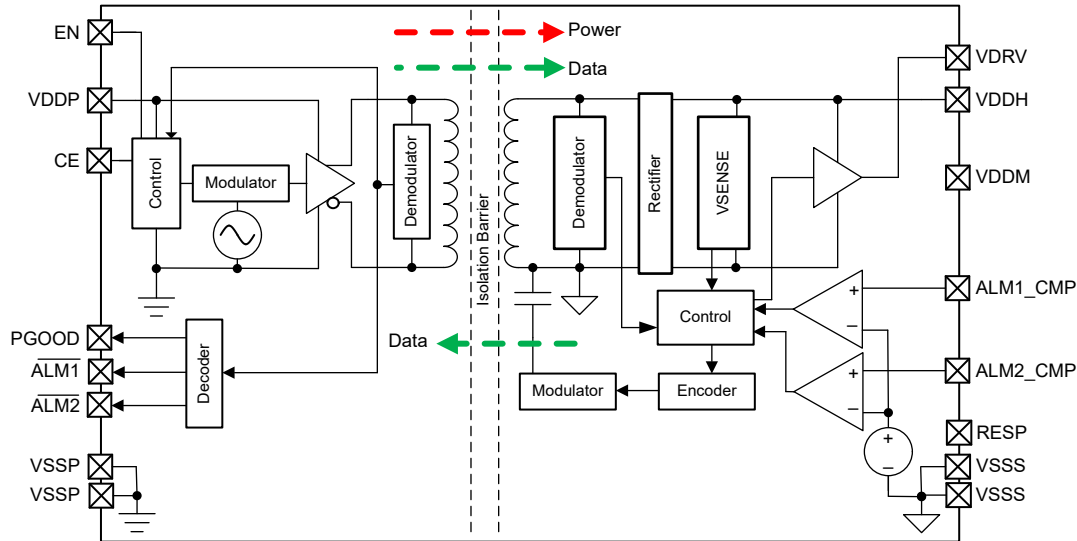 EN
Power
VDRV
Data
VDDP
VDDH
CE
Control
Modulator
Demodulator
Isolation Barrier
Demodulator
Rectifier
VSENSE
VDDM
+
ALM1_CMP
−
Control
PGOOD
Data
ALM1
ALM2
Decoder
Modulator
Encoder
+
ALM2_CMP
−
RESP
+
−
VSSP
VSSS
VSSP
VSSS